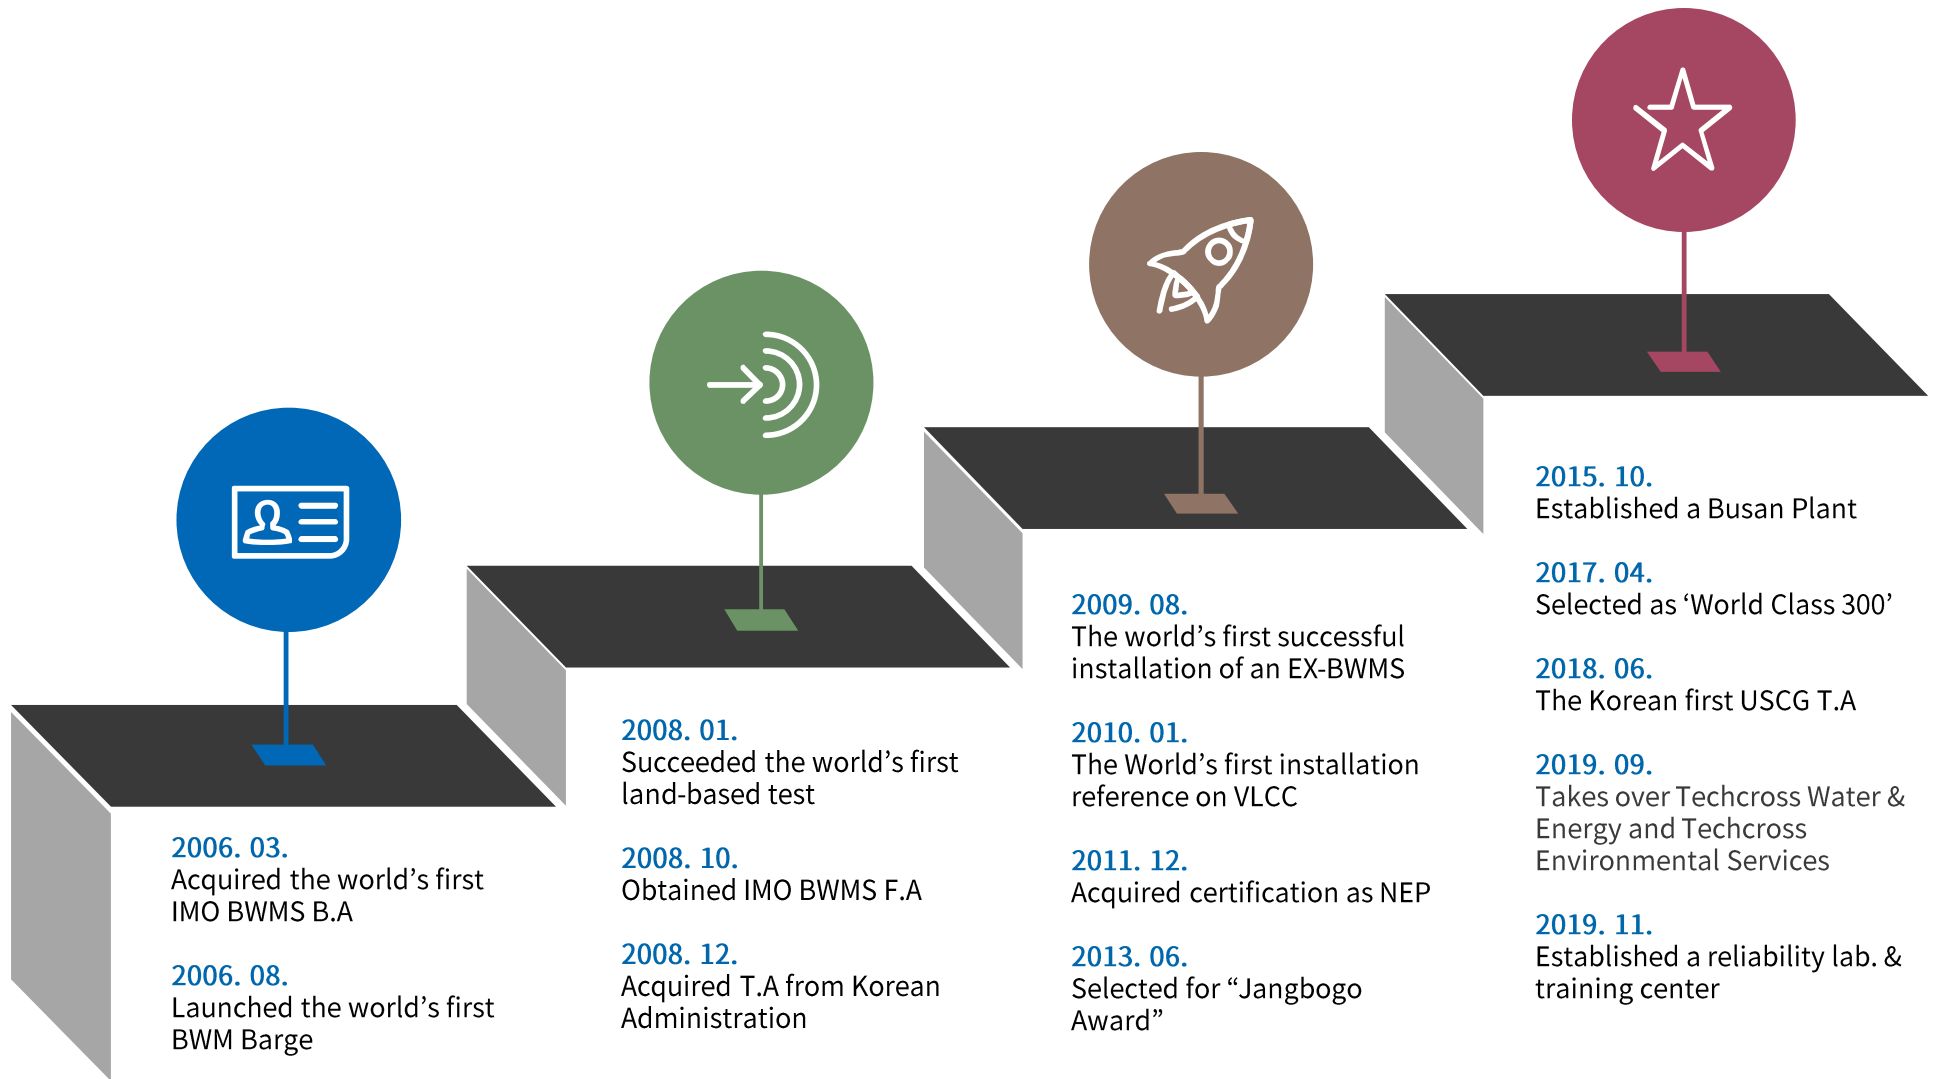 2006. 03.
Acquired the world’s first
IMO BWMS B.A
2006. 08.
Launched the world’s first
BWM Barge
2008. 01.
Succeeded the world’s first
land-based test
2008. 10.
Obtained IMO BWMS F.A
2008. 12.
Acquired T.A from Korean
Administration
2009. 08.
The world’s first successful
installation of an EX-BWMS
2010. 01.
The World’s first installation
reference on VLCC
2011. 12.
Acquired certification as NEP
2013. 06.
Selected for “Jangbogo
Award”
2015. 10.
Established a Busan Plant
2017. 04.
Selected as ‘World Class 300’
2018. 06.
The Korean first USCG T.A
2019. 09.
Takes over Techcross Water &
Energy and Techcross
Environmental Services
2019. 11.
Established a reliability lab. &
training center